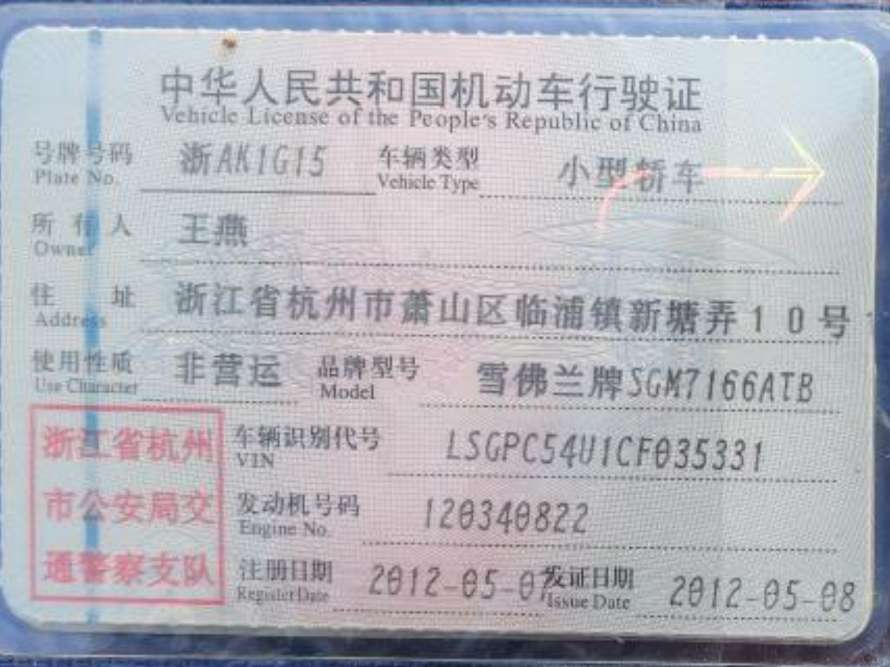 中华人民共和国机动车行驶证
Vehicle License of the People's Republic of China
号牌号码 浙AK1G15 车辆类型 小型轿车
Plate No. Vehicle Type
所有人 王燕
Owner
住址 浙江省杭州市萧山区临浦镇新塘弄10号
Address
使用性质 非营运 品牌型号 雪佛兰牌SGM7166ATB
Use Character Model
浙江省杭州 车辆识别代号 LSGPC54U1CF035331
VIN
市公安局交 发动机号码 120340822
Engine No.
通警察支队 注册日期 2012-05-07 发证日期 2012-05-08
Register Date Issue Date